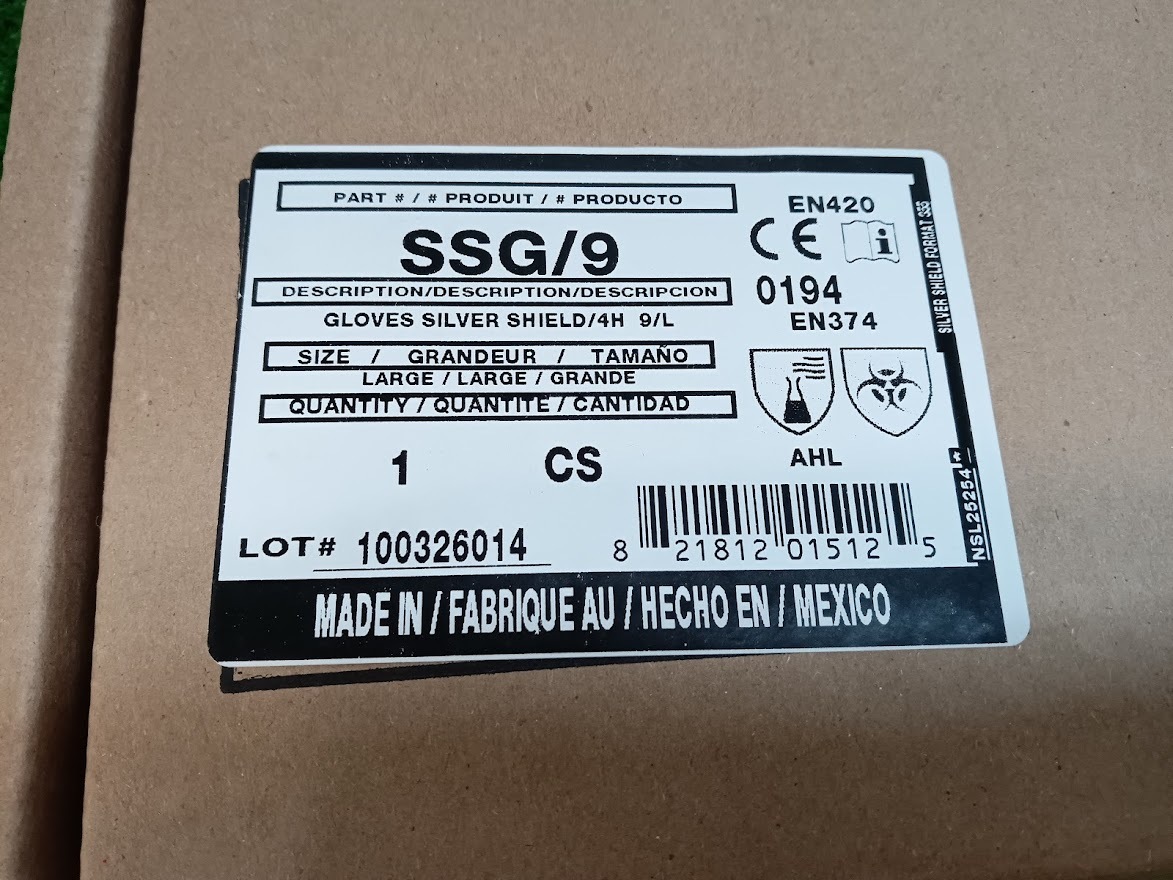 PART # / # PRODUIT / # PRODUCTO
SSG/9
DESCRIPTION/DESCRIPTION/DESCRIPCION
GLOVES SILVER SHIELD/4H 9/L
SIZE / GRANDEUR / TAMAÑO
LARGE / LARGE / GRANDE
QUANTITY / QUANTITE / CANTIDAD
1 CS
LOT# 100326014
EN420
CE
i
0194
EN374
AHL
8 21812 01512 5
SILVER SHIELD FORMAT 355
NSL25254
MADE IN / FABRIQUE AU / HECHO EN / MEXICO